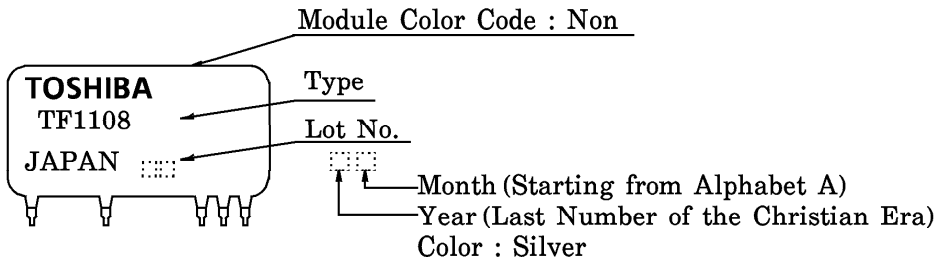 Module Color Code : Non
TOSHIBA
Type
TF1108
Lot No.
JAPAN
Month (Starting from Alphabet A)
Year (Last Number of the Christian Era)
Color : Silver